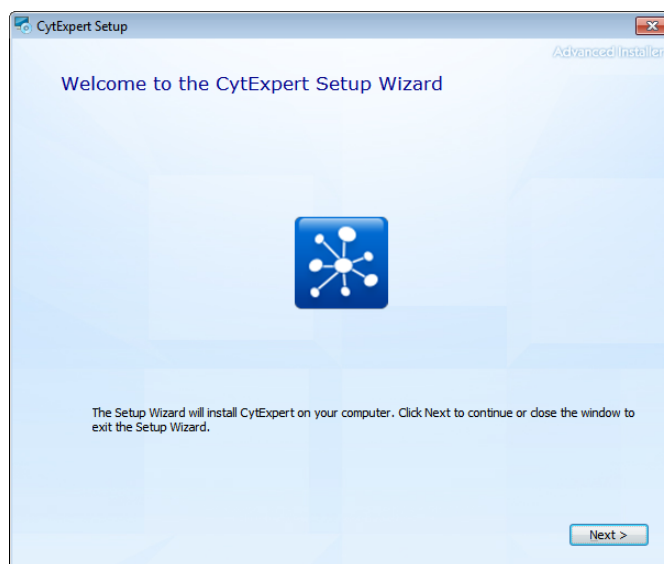 CytExpert Setup
Advanced Installer
Welcome to the CytExpert Setup Wizard
The Setup Wizard will install CytExpert on your computer. Click Next to continue or close the window to
exit the Setup Wizard.
Next >